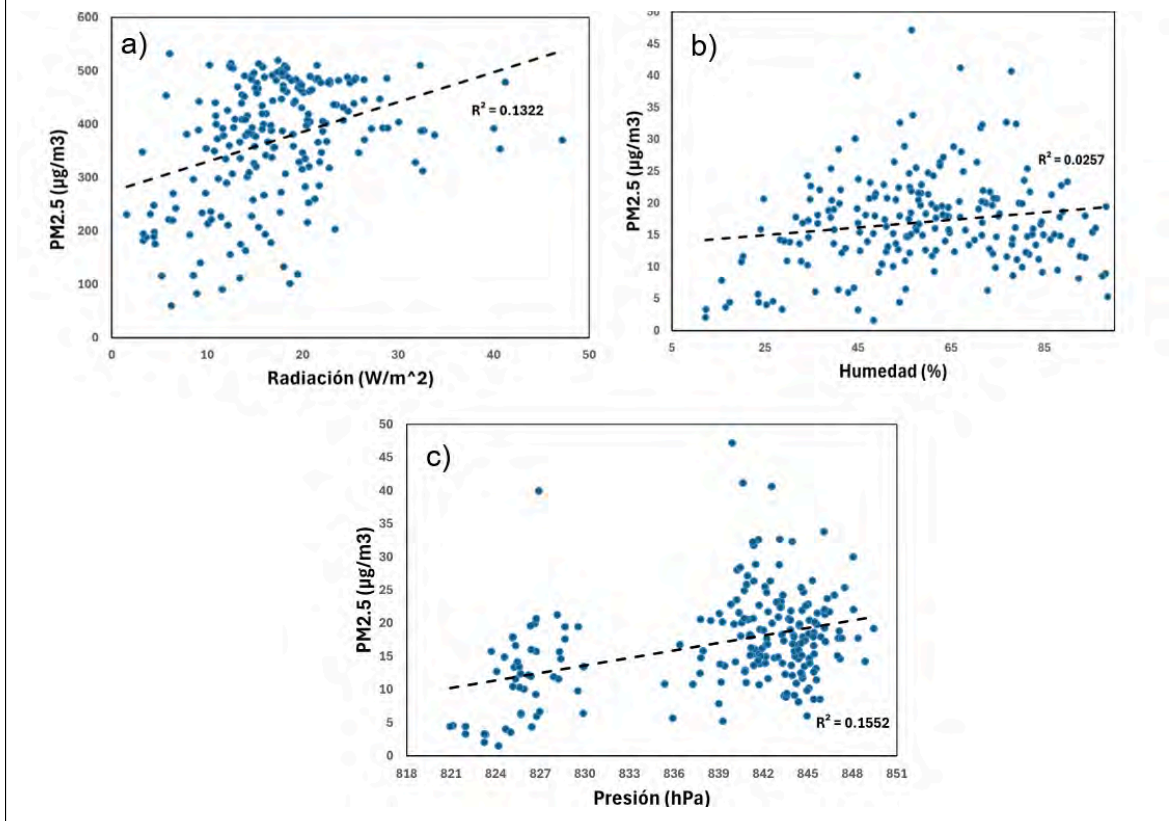 a)
600
500
400
300
200
100
0
PM2.5 (µg/m3)
R² = 0.1322
0 10 20 30 40 50
Radiación (W/m^2)
b)
50
45
40
35
30
25
20
15
10
5
0
PM2.5 (µg/m3)
R² = 0.0257
5 25 45 65 85
Humedad (%)
c)
50
45
40
35
30
25
20
15
10
5
0
PM2.5 (µg/m3)
R² = 0.1552
818 821 824 827 830 833 836 839 842 845 848 851
Presión (hPa)